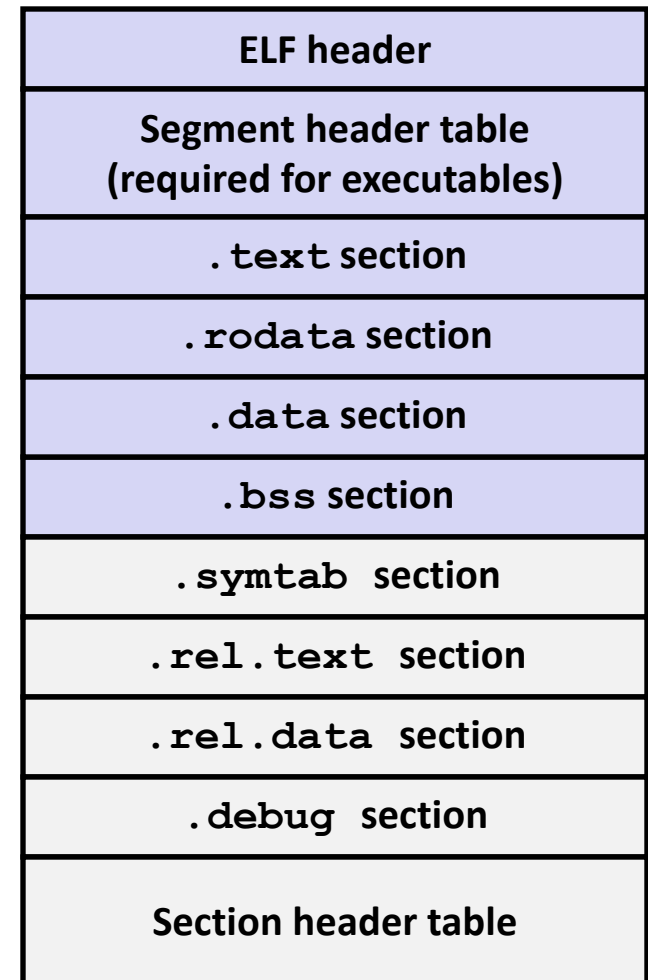 ELF header
Segment header table
(required for executables)
.text section
.rodata section
.data section
.bss section
.symtab section
.rel.text section
.rel.data section
.debug section
Section header table